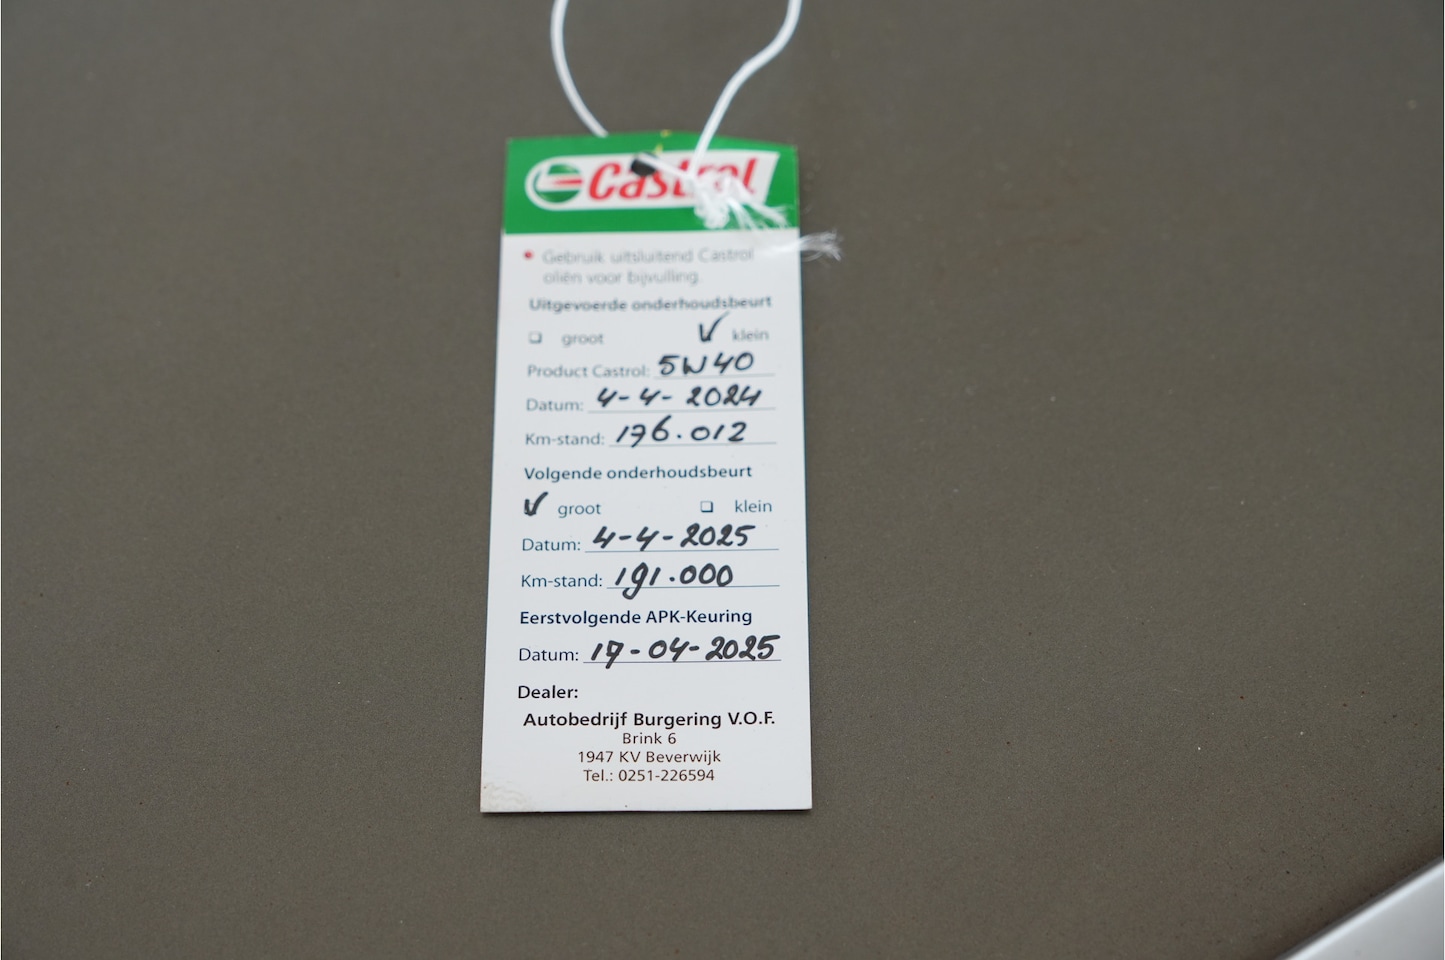 Castrol
Gebruik uitsluitend Castrol
oliën voor bijvulling.
Uitgevoerde onderhoudsbeurt
groot klein
Product Castrol: 5W40
Datum: 4-4-2024
Km-stand: 176.012
Volgende onderhoudsbeurt
groot klein
Datum: 4-4-2025
Km-stand: 191.000
Eerstvolgende APK-Keuring
Datum: 17-04-2025
Dealer:
Autobedrijf Burgering V.O.F.
Brink 6
1947 KV Beverwijk
Tel.: 0251-226594